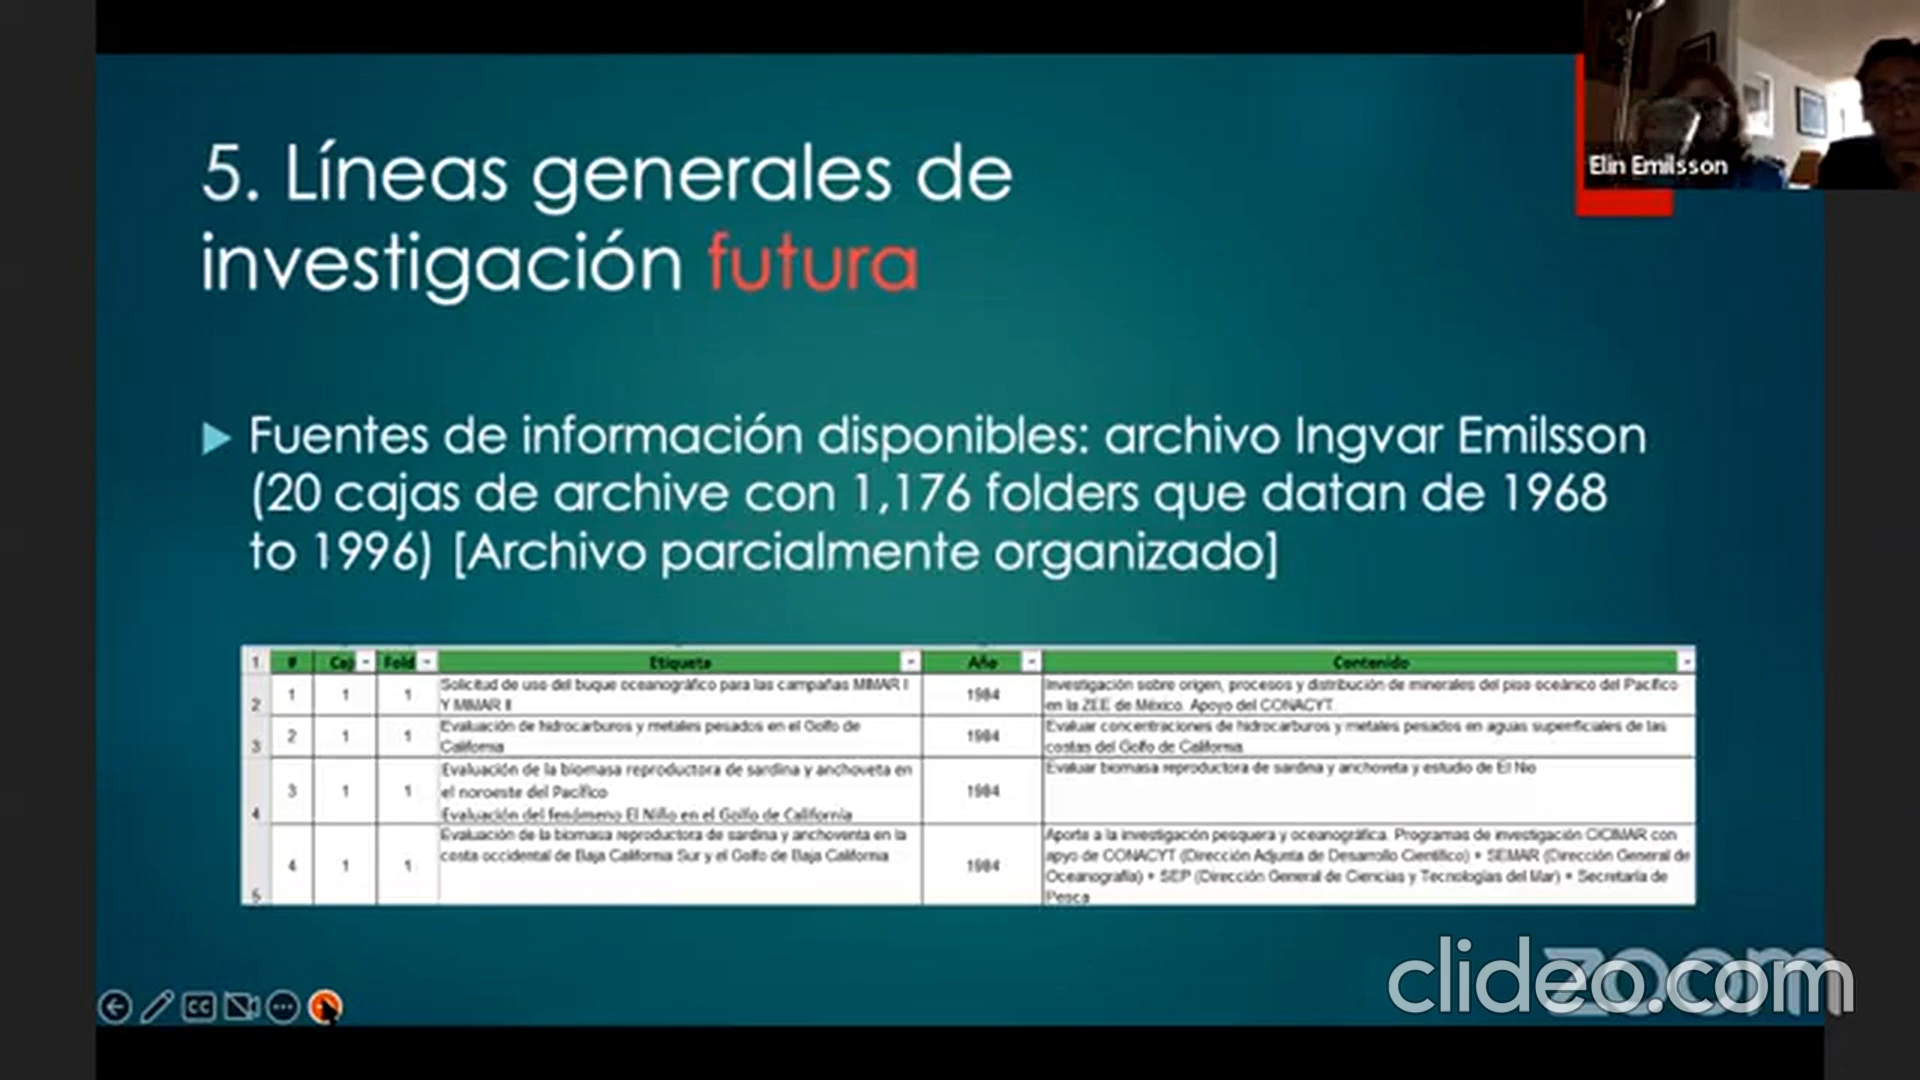 Elin Emilsson
5. Líneas generales de
investigación futura
Fuentes de información disponibles: archivo Ingvar Emilsson
(20 cajas de archive con 1,176 folders que datan de 1968
to 1996) [Archivo parcialmente organizado]
1 # Caj Fold Etiqueta Año Contenido
2 1 1 1 Solicitud de uso del buque oceanográfico para las campañas MIMAR I
Y MIMAR II
1984
Investigación sobre origen, procesos y distribución de minerales del piso oceánico del Pacífico
en la ZEE de México. Apoyo del CONACYT.
3 2 1 1 Evaluación de hidrocarburos y metales pesados en el Golfo de
California
1984
Evaluar concentraciones de hidrocarburos y metales pesados en aguas superficiales de las
costas del Golfo de California
4 3 1 1 Evaluación de la biomasa reproductora de sardina y anchoveta en
el noroeste del Pacífico
Evaluación del fenómeno El Niño en el Golfo de California
1984
Evaluar biomasa reproductora de sardina y anchoveta y estudio de El Nio
5 4 1 1 Evaluación de la biomasa reproductora de sardina y anchoventa en la
costa occidental de Baja California Sur y el Golfo de Baja California
1984
Aporte a la investigación pesquera y oceanográfica. Programas de investigación CICIMAR con
apyo de CONACYT (Dirección Adjunta de Desarrollo Científico) + SEMAR (Dirección General de
Oceanografía) + SEP (Dirección General de Ciencias y Tecnologías del Mar) + Secretaría de
Pesca
CC
zoom
clideo.com